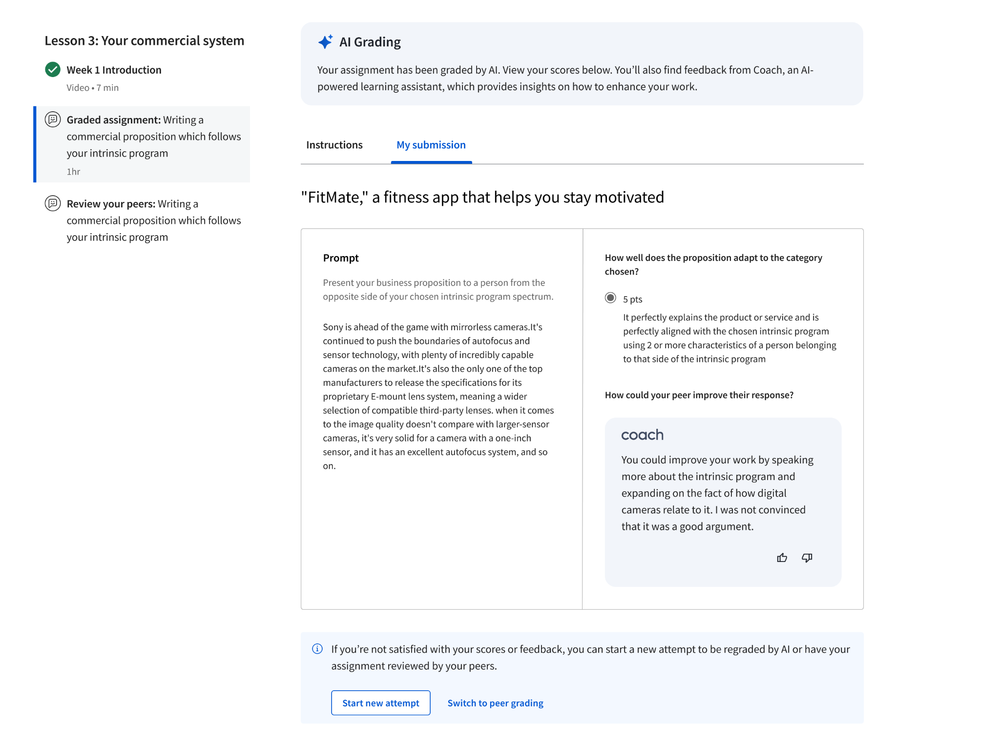 Lesson 3: Your commercial system
Week 1 Introduction
Video • 7 min
Graded assignment: Writing a
commercial proposition which follows
your intrinsic program
1hr
Review your peers: Writing a
commercial proposition which follows
your intrinsic program
AI Grading
Your assignment has been graded by AI. View your scores below. You’ll also find feedback from Coach, an AI-
powered learning assistant, which provides insights on how to enhance your work.
Instructions
My submission
"FitMate," a fitness app that helps you stay motivated
Prompt
Present your business proposition to a person from the
opposite side of your chosen intrinsic program spectrum.
Sony is ahead of the game with mirrorless cameras.It's
continued to push the boundaries of autofocus and
sensor technology, with plenty of incredibly capable
cameras on the market.It's also the only one of the top
manufacturers to release the specifications for its
proprietary E-mount lens system, meaning a wider
selection of compatible third-party lenses. when it comes
to the image quality doesn't compare with larger-sensor
cameras, it's very solid for a camera with a one-inch
sensor, and it has an excellent autofocus system, and so
on.
How well does the proposition adapt to the category
chosen?
5 pts
It perfectly explains the product or service and is
perfectly aligned with the chosen intrinsic program
using 2 or more characteristics of a person belonging
to that side of the intrinsic program
How could your peer improve their response?
coach
You could improve your work by speaking
more about the intrinsic program and
expanding on the fact of how digital
cameras relate to it. I was not convinced
that it was a good argument.
If you’re not satisfied with your scores or feedback, you can start a new attempt to be regraded by AI or have your
assignment reviewed by your peers.
Start new attempt
Switch to peer grading